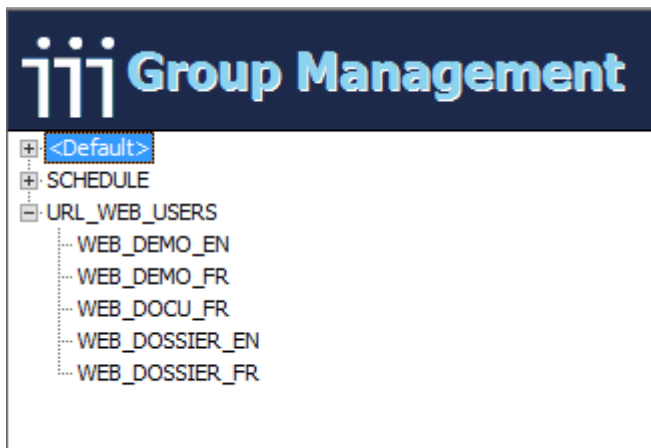 Group Management
<Default>
SCHEDULE
URL_WEB_USERS
WEB_DEMO_EN
WEB_DEMO_FR
WEB_DOCU_FR
WEB_DOSSIER_EN
WEB_DOSSIER_FR